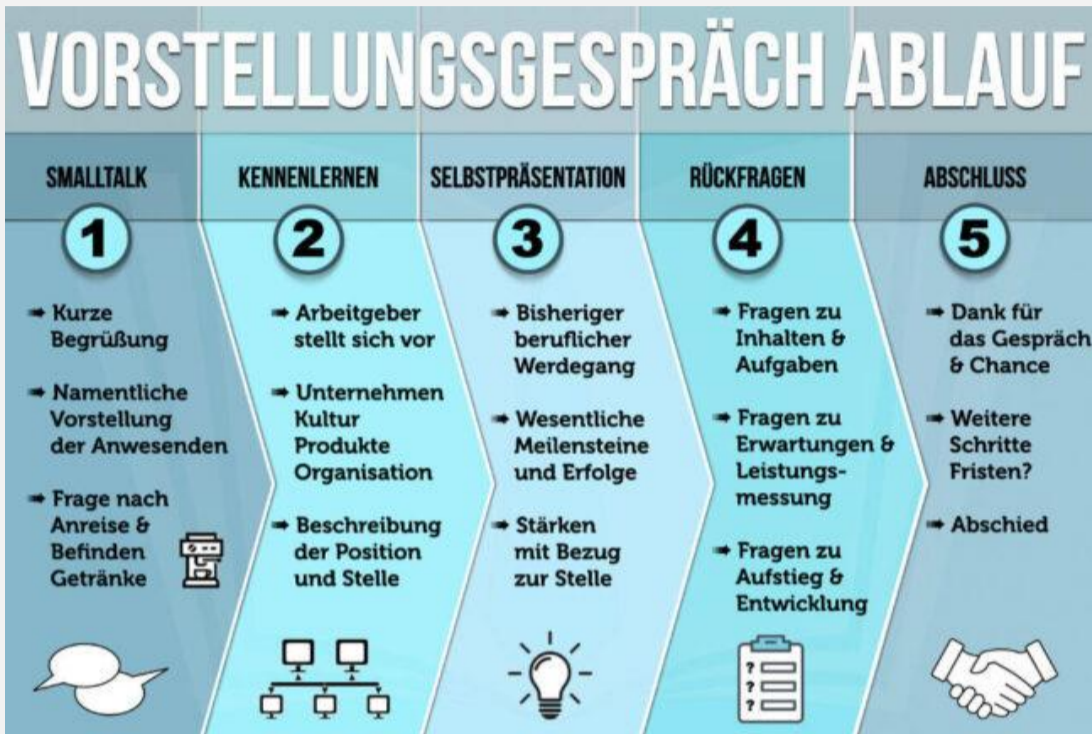 VORSTELLUNGSGESPRÄCH ABLAUF
SMALLTALK
1
➡ Kurze
Begrüßung
➡ Namentliche
Vorstellung
der Anwesenden
➡ Frage nach
Anreise &
Befinden
Getränke
KENNENLERNEN
2
➡ Arbeitgeber
stellt sich vor
➡ Unternehmen
Kultur
Produkte
Organisation
➡ Beschreibung
der Position
und Stelle
SELBSTPRÄSENTATION
3
➡ Bisheriger
beruflicher
Werdegang
➡ Wesentliche
Meilensteine
und Erfolge
➡ Stärken
mit Bezug
zur Stelle
RÜCKFRAGEN
4
➡ Fragen zu
Inhalten &
Aufgaben
➡ Fragen zu
Erwartungen &
Leistungs-
messung
➡ Fragen zu
Aufstieg &
Entwicklung
?
?
?
ABSCHLUSS
5
➡ Dank für
das Gespräch
& Chance
➡ Weitere
Schritte
Fristen?
➡ Abschied